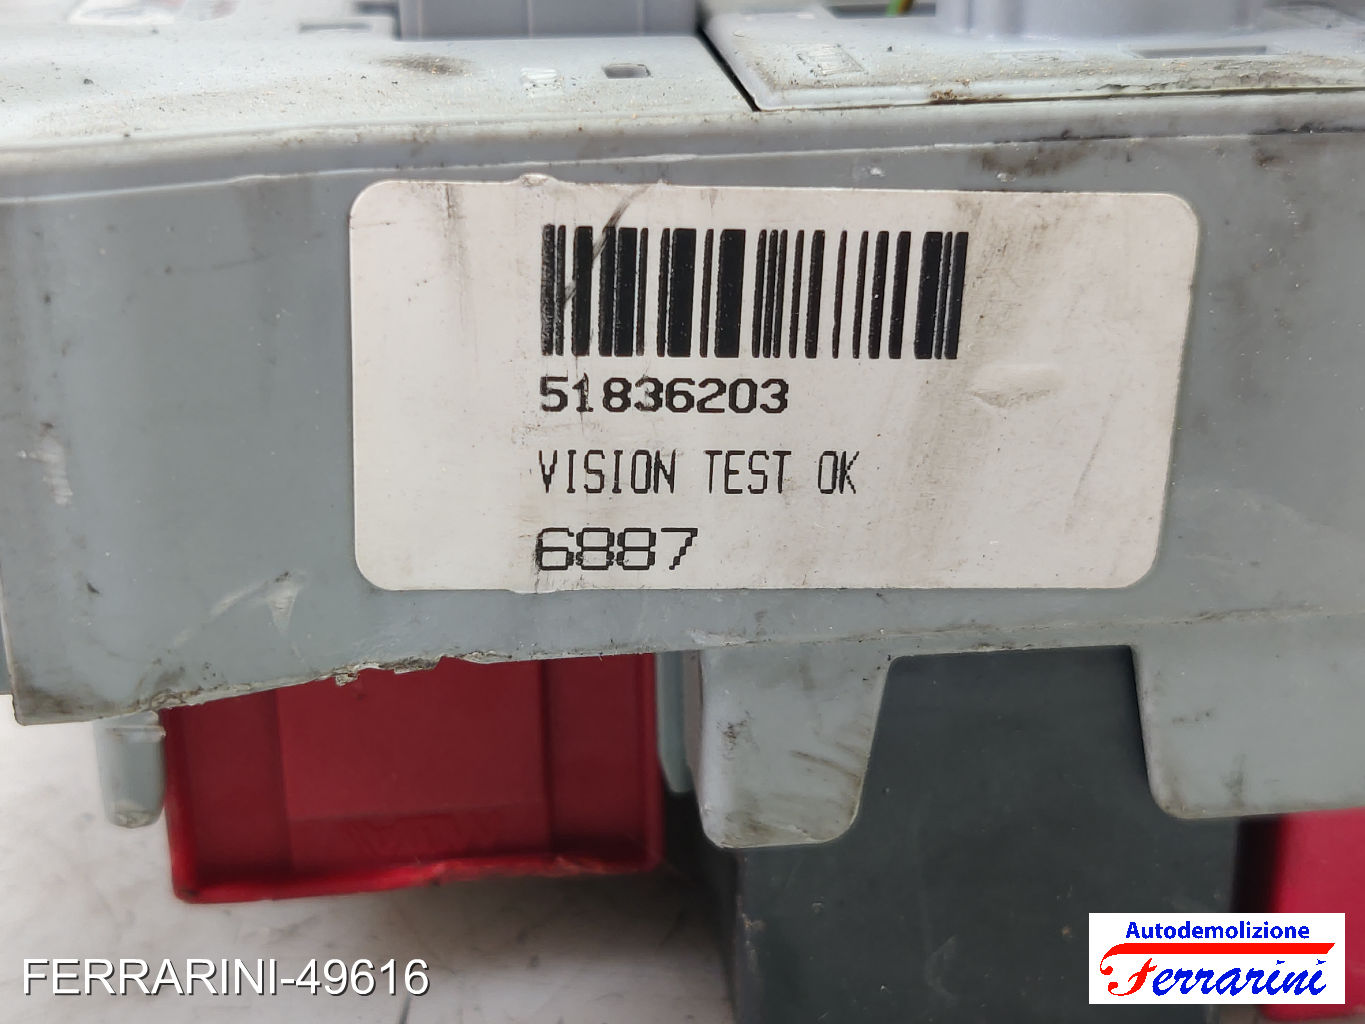 51836203
VISION TEST OK
6887
FERRARINI-49616
Autodemolizione
Ferrarini